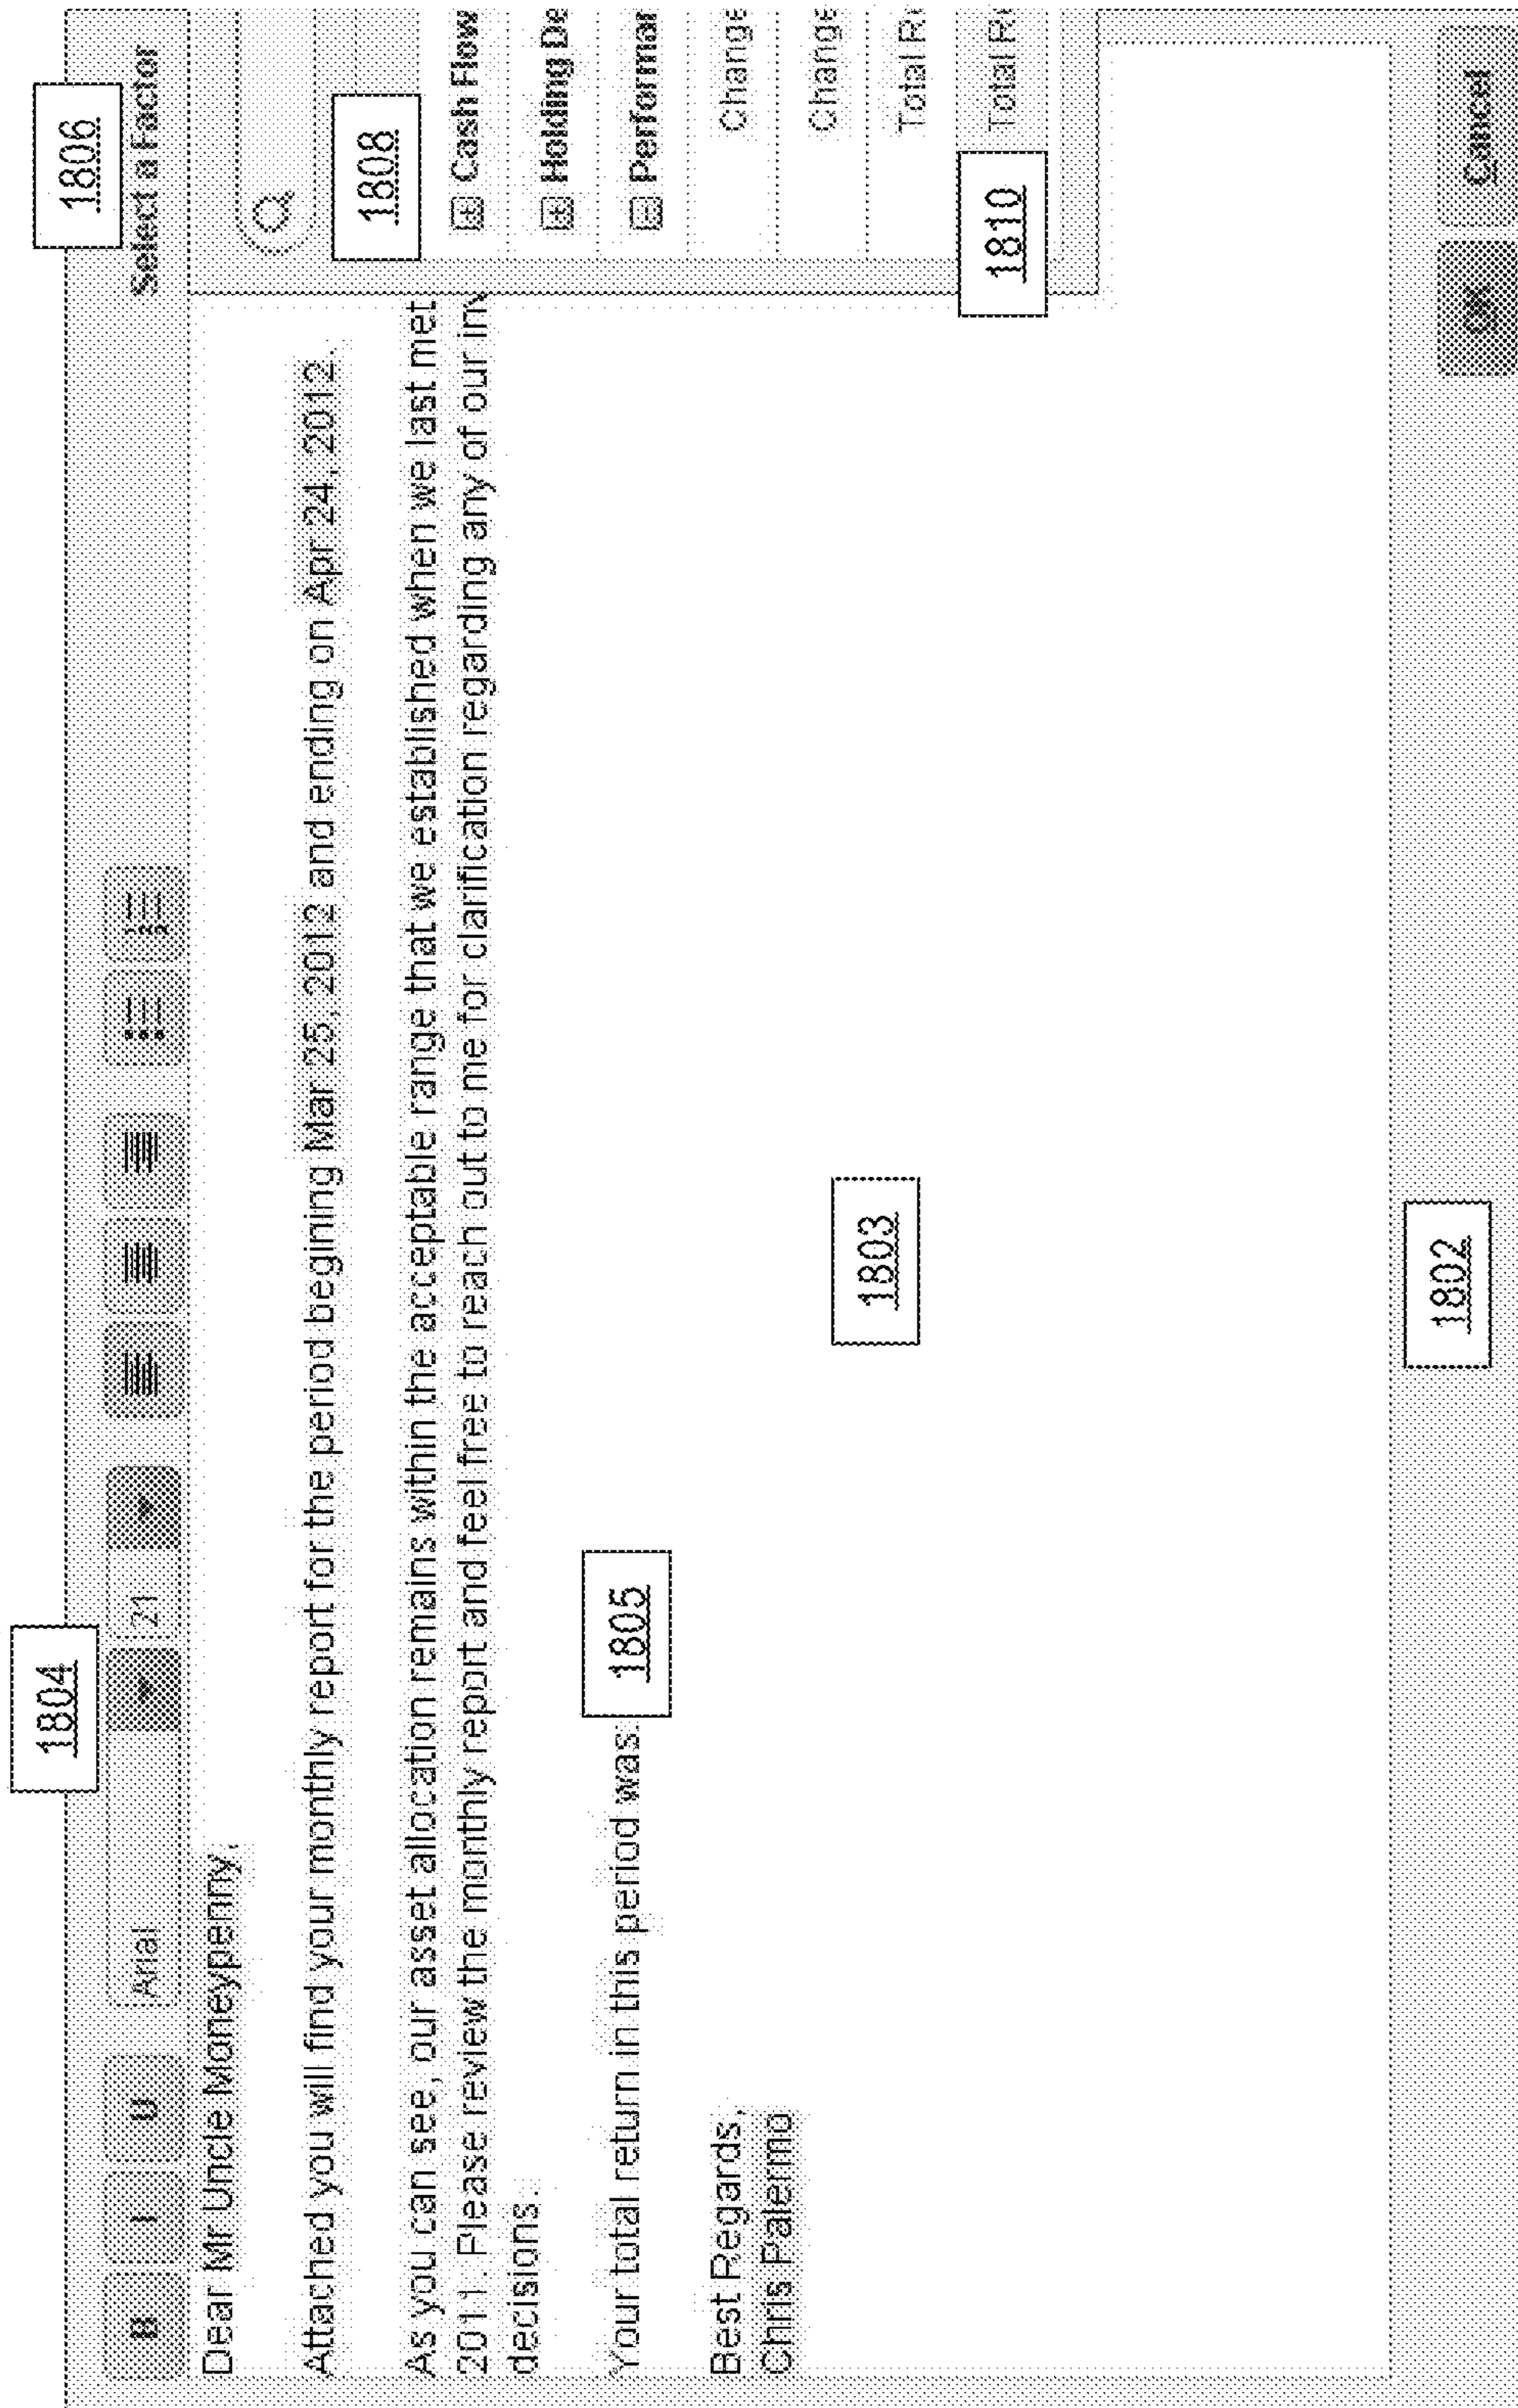 1804
1806
B I U Arial 21 Select a Factor
Dear Mr Uncle Moneypenny,
Attached you will find your monthly report for the period begining Mar 25, 2012 and ending on Apr 24, 2012.
1808
As you can see, our asset allocation remains within the acceptable range that we established when we last met
2011. Please review the monthly report and feel free to reach out to me for clarification regarding any of our inv
decisions.
Cash Flow
Holding De
Your total return in this period was: 1805
Performan
Best Regards,
Chris Palermo
Change
Change
1803
Total Re
1810
Total Re
1802
OK Cancel